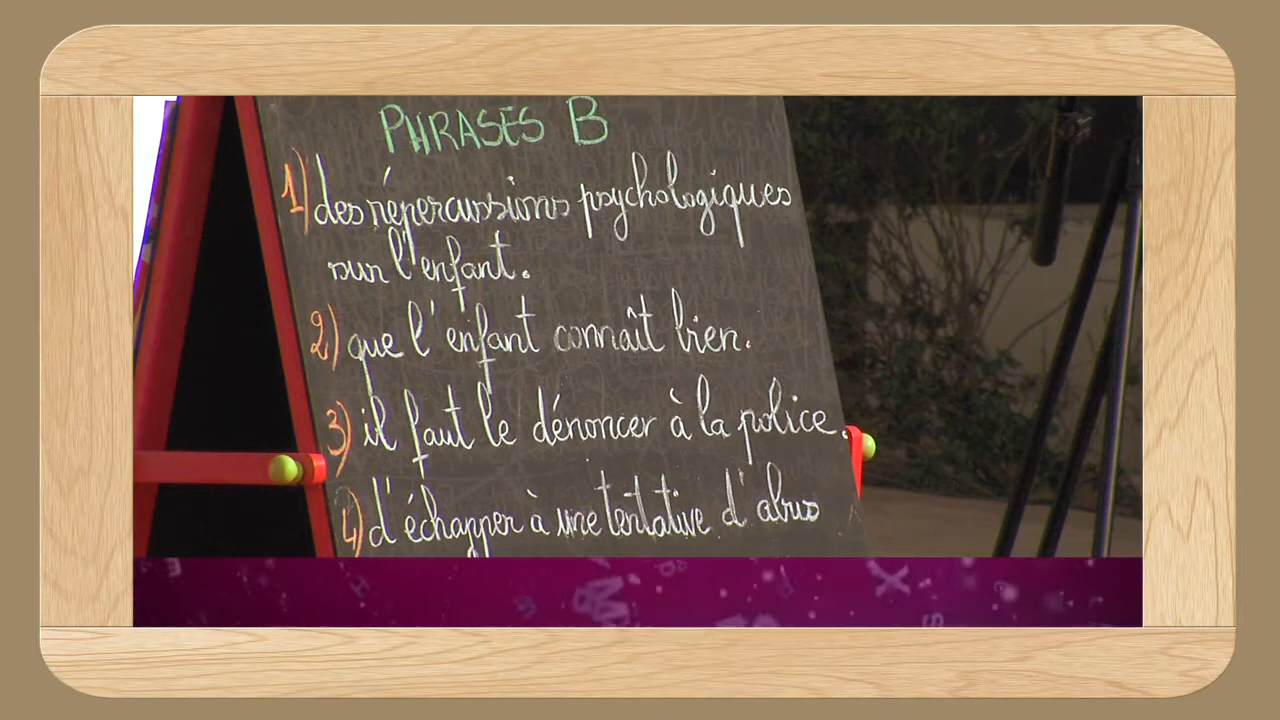 PHRASES B
1) des répercussions psychologiques
sur l'enfant.
2) que l'enfant connaît bien.
3) il faut le dénoncer à la police.
4) d'échapper à une tentative d'abus